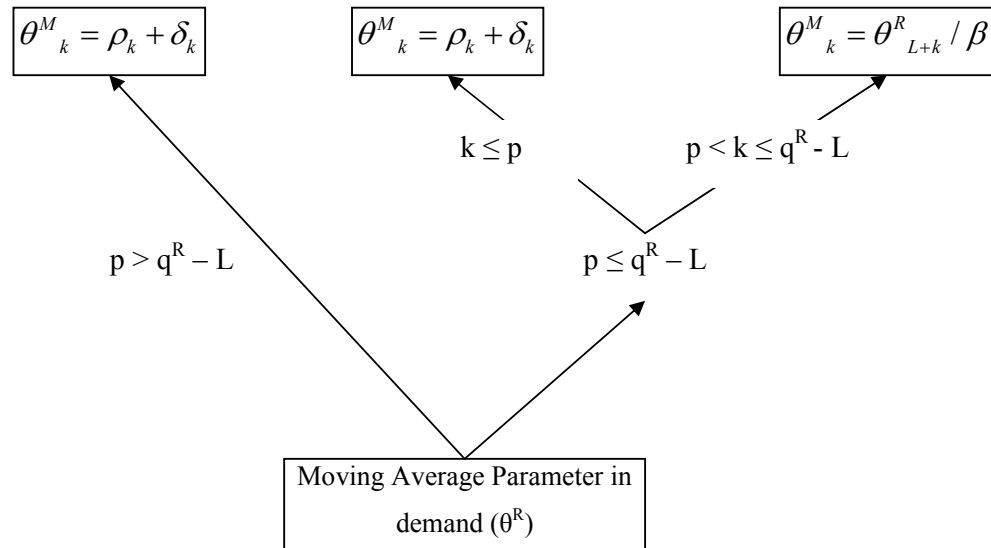 θ^M_k = ρ_k + δ_k
θ^M_k = ρ_k + δ_k
θ^M_k = θ^R_{L+k} / β
k ≤ p
p < k ≤ q^R - L
p > q^R – L
p ≤ q^R – L
Moving Average Parameter in
demand (θ^R)